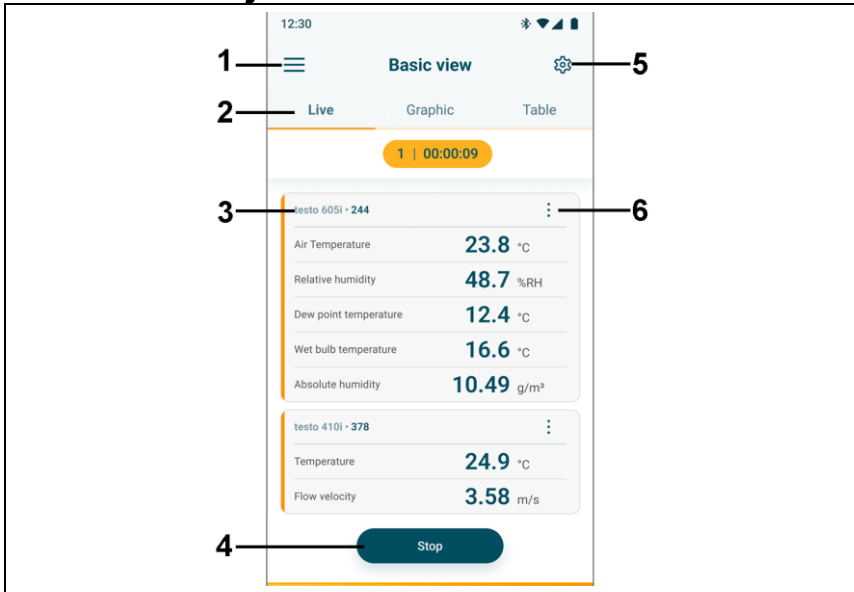 12:30
1 Basic view 5
2 Live Graphic Table
1 | 00:00:09
3 testo 605i • 244 6
Air Temperature 23.8 °C
Relative humidity 48.7 %RH
Dew point temperature 12.4 °C
Wet bulb temperature 16.6 °C
Absolute humidity 10.49 g/m³
testo 410i • 378
Temperature 24.9 °C
Flow velocity 3.58 m/s
4 Stop